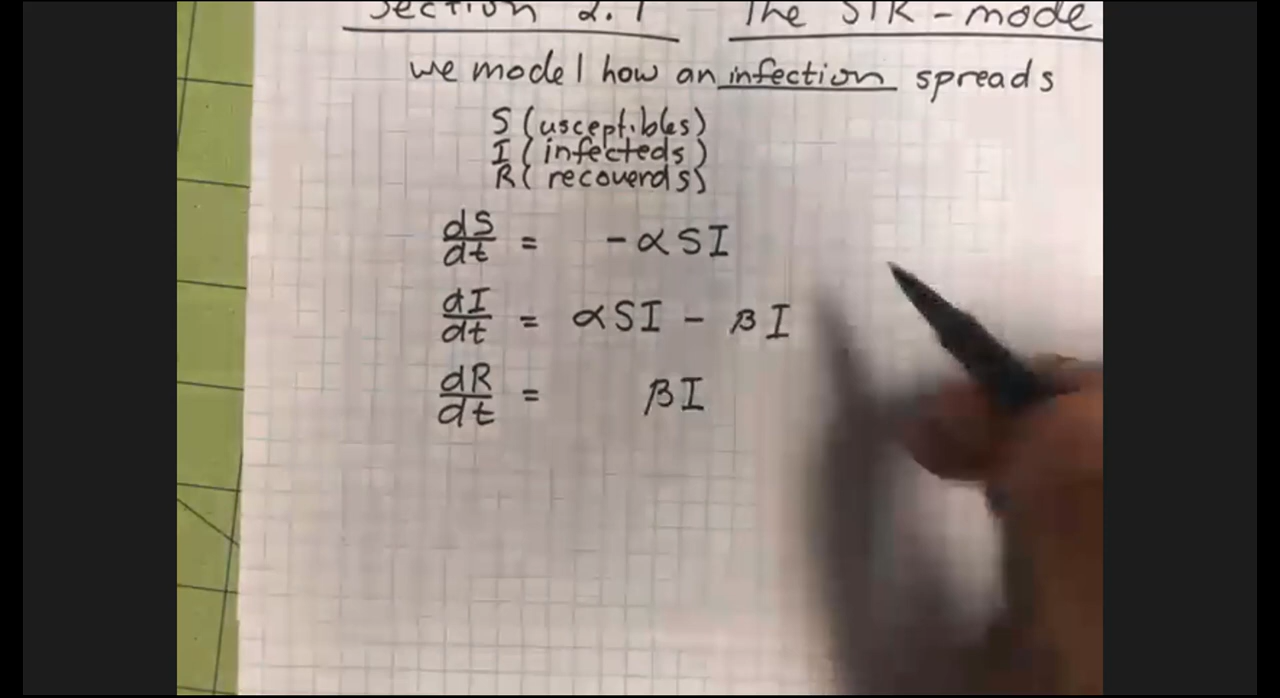 Section 2.1 The SIR-mode
we model how an infection spreads
S (usceptibles)
I (infecteds)
R (recoverds)
dS/dt = -αSI
dI/dt = αSI - βI
dR/dt = βI